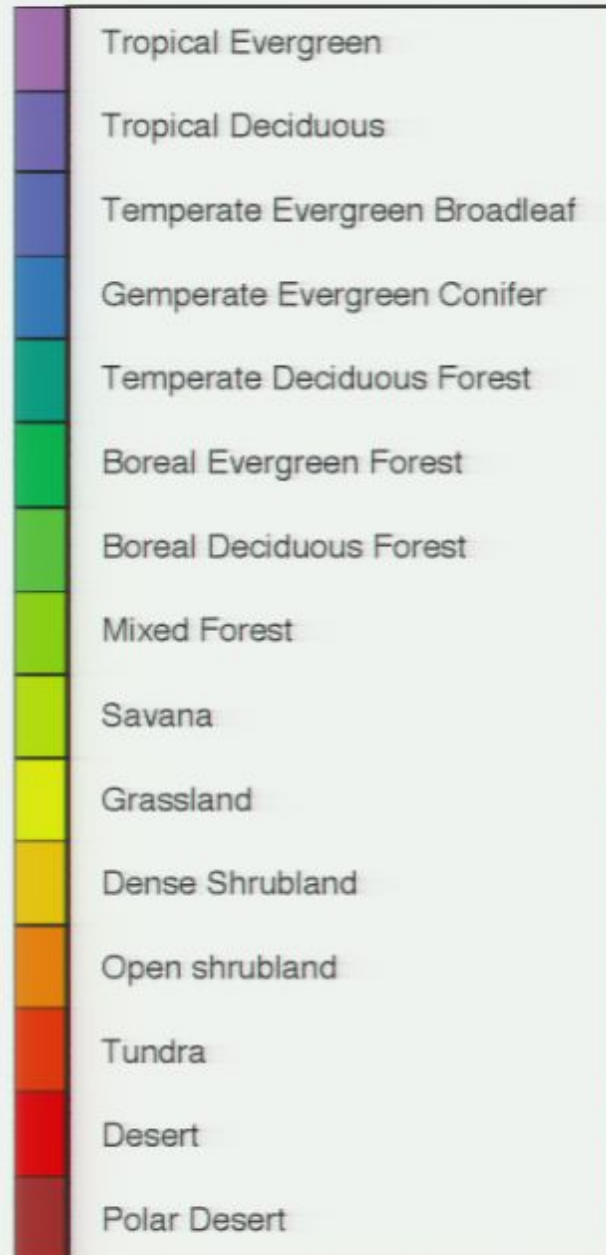 Tropical Evergreen
Tropical Deciduous
Temperate Evergreen Broadleaf
Gemperate Evergreen Conifer
Temperate Deciduous Forest
Boreal Evergreen Forest
Boreal Deciduous Forest
Mixed Forest
Savana
Grassland
Dense Shrubland
Open shrubland
Tundra
Desert
Polar Desert